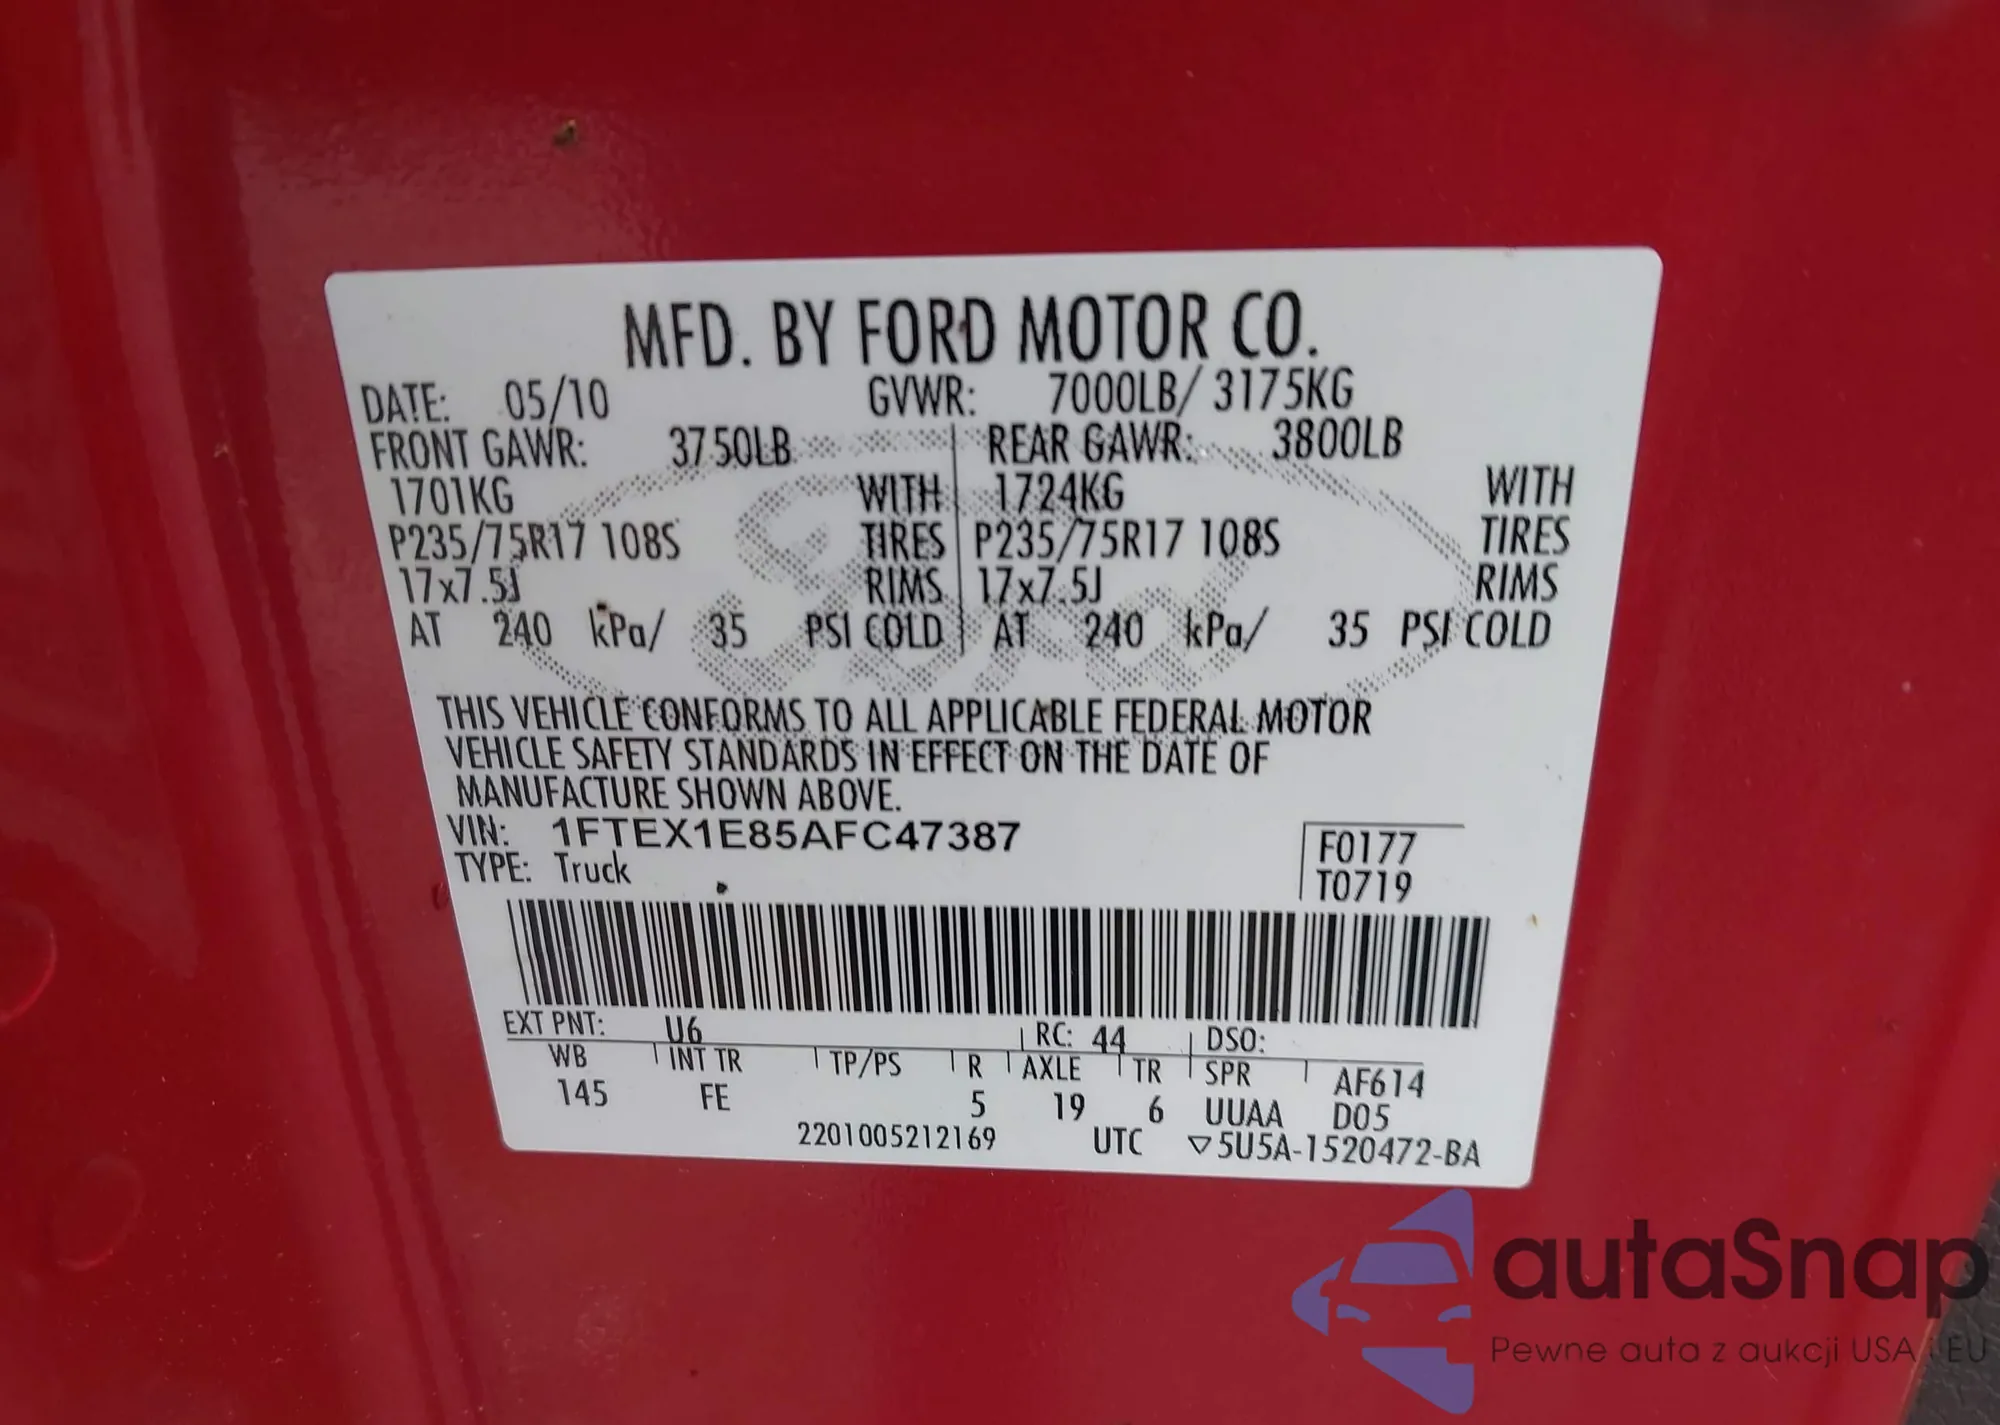 MFD. BY FORD MOTOR CO.
DATE: 05/10 GVWR: 7000LB/ 3175KG
FRONT GAWR: 3750LB REAR GAWR: 3800LB
1701KG WITH 1724KG WITH
P235/75R17 108S TIRES P235/75R17 108S TIRES
17x7.5J RIMS 17x7.5J RIMS
AT 240 kPa/ 35 PSI COLD AT 240 kPa/ 35 PSI COLD
Ford
THIS VEHICLE CONFORMS TO ALL APPLICABLE FEDERAL MOTOR
VEHICLE SAFETY STANDARDS IN EFFECT ON THE DATE OF
MANUFACTURE SHOWN ABOVE.
VIN: 1FTEX1E85AFC47387 F0177
TYPE: Truck T0719
EXT PNT: U6 RC: 44 DSO:
WB INT TR TP/PS R AXLE TR SPR AF614
145 FE 5 19 6 UUAA D05
2201005212169 UTC ▽5U5A-1520472-BA
autaSnap
Pewne auta z aukcji USA i EU